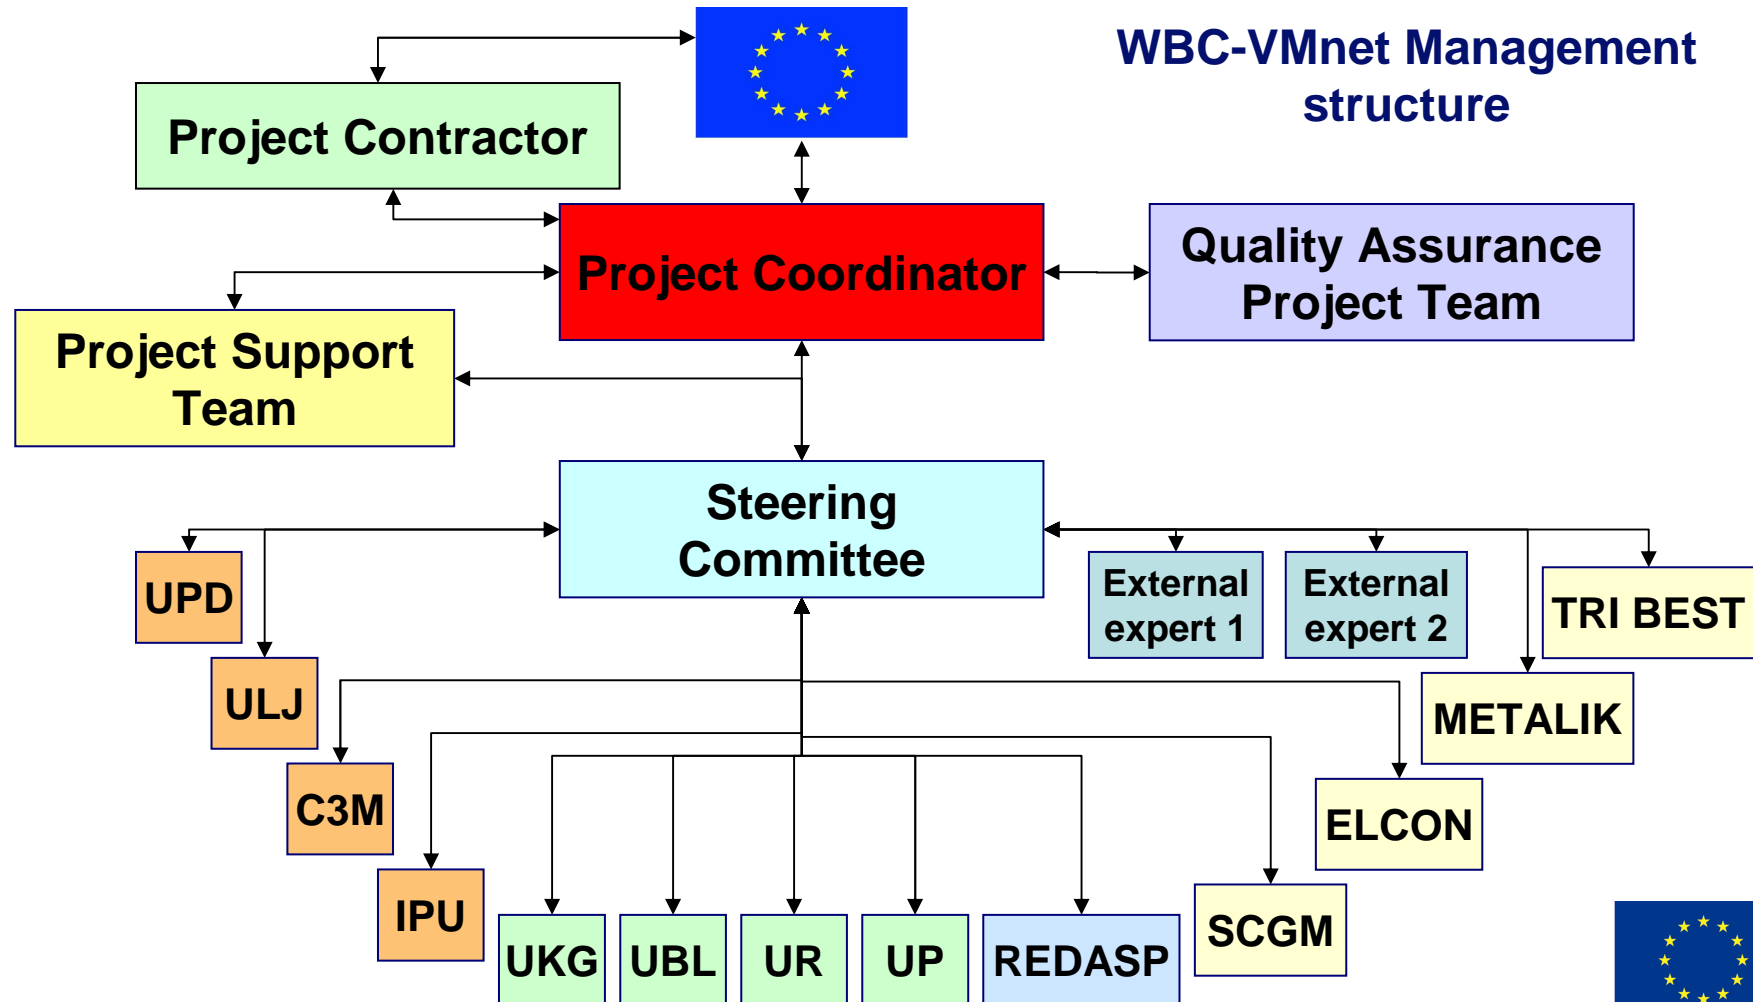 WBC-VMnet Management
structure
Project Contractor
Project Coordinator
Quality Assurance
Project Team
Project Support
Team
Steering
Committee
UPD
External
expert 1
External
expert 2
TRI BEST
ULJ
METALIK
C3M
ELCON
IPU
SCGM
UKG
UBL
UR
UP
REDASP